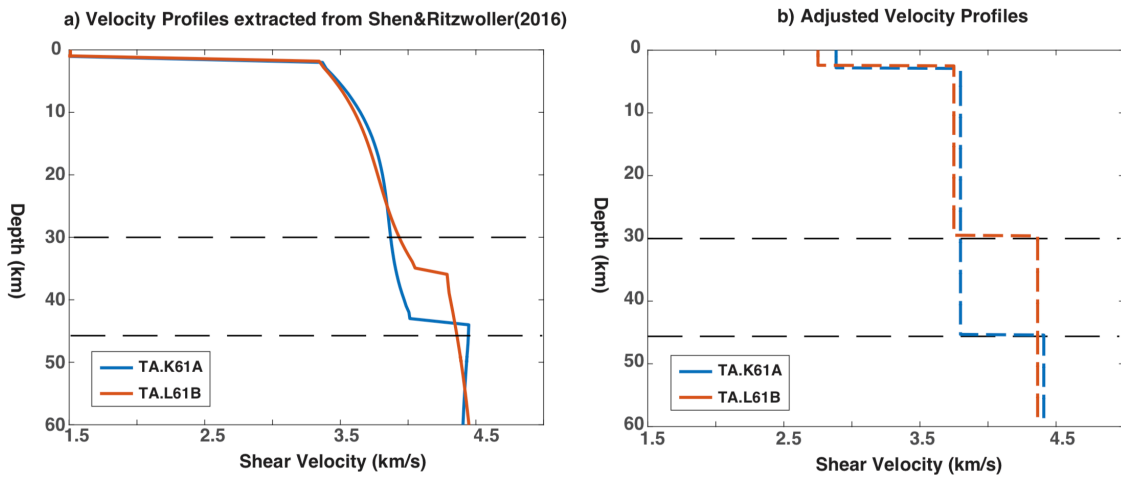 a) Velocity Profiles extracted from Shen&Ritzwoller(2016)
0
10
20
30
40
50
60
Depth (km)
TA.K61A
TA.L61B
1.5
2.5
3.5
4.5
Shear Velocity (km/s)
b) Adjusted Velocity Profiles
0
10
20
30
40
50
60
Depth (km)
TA.K61A
TA.L61B
1.5
2.5
3.5
4.5
Shear Velocity (km/s)